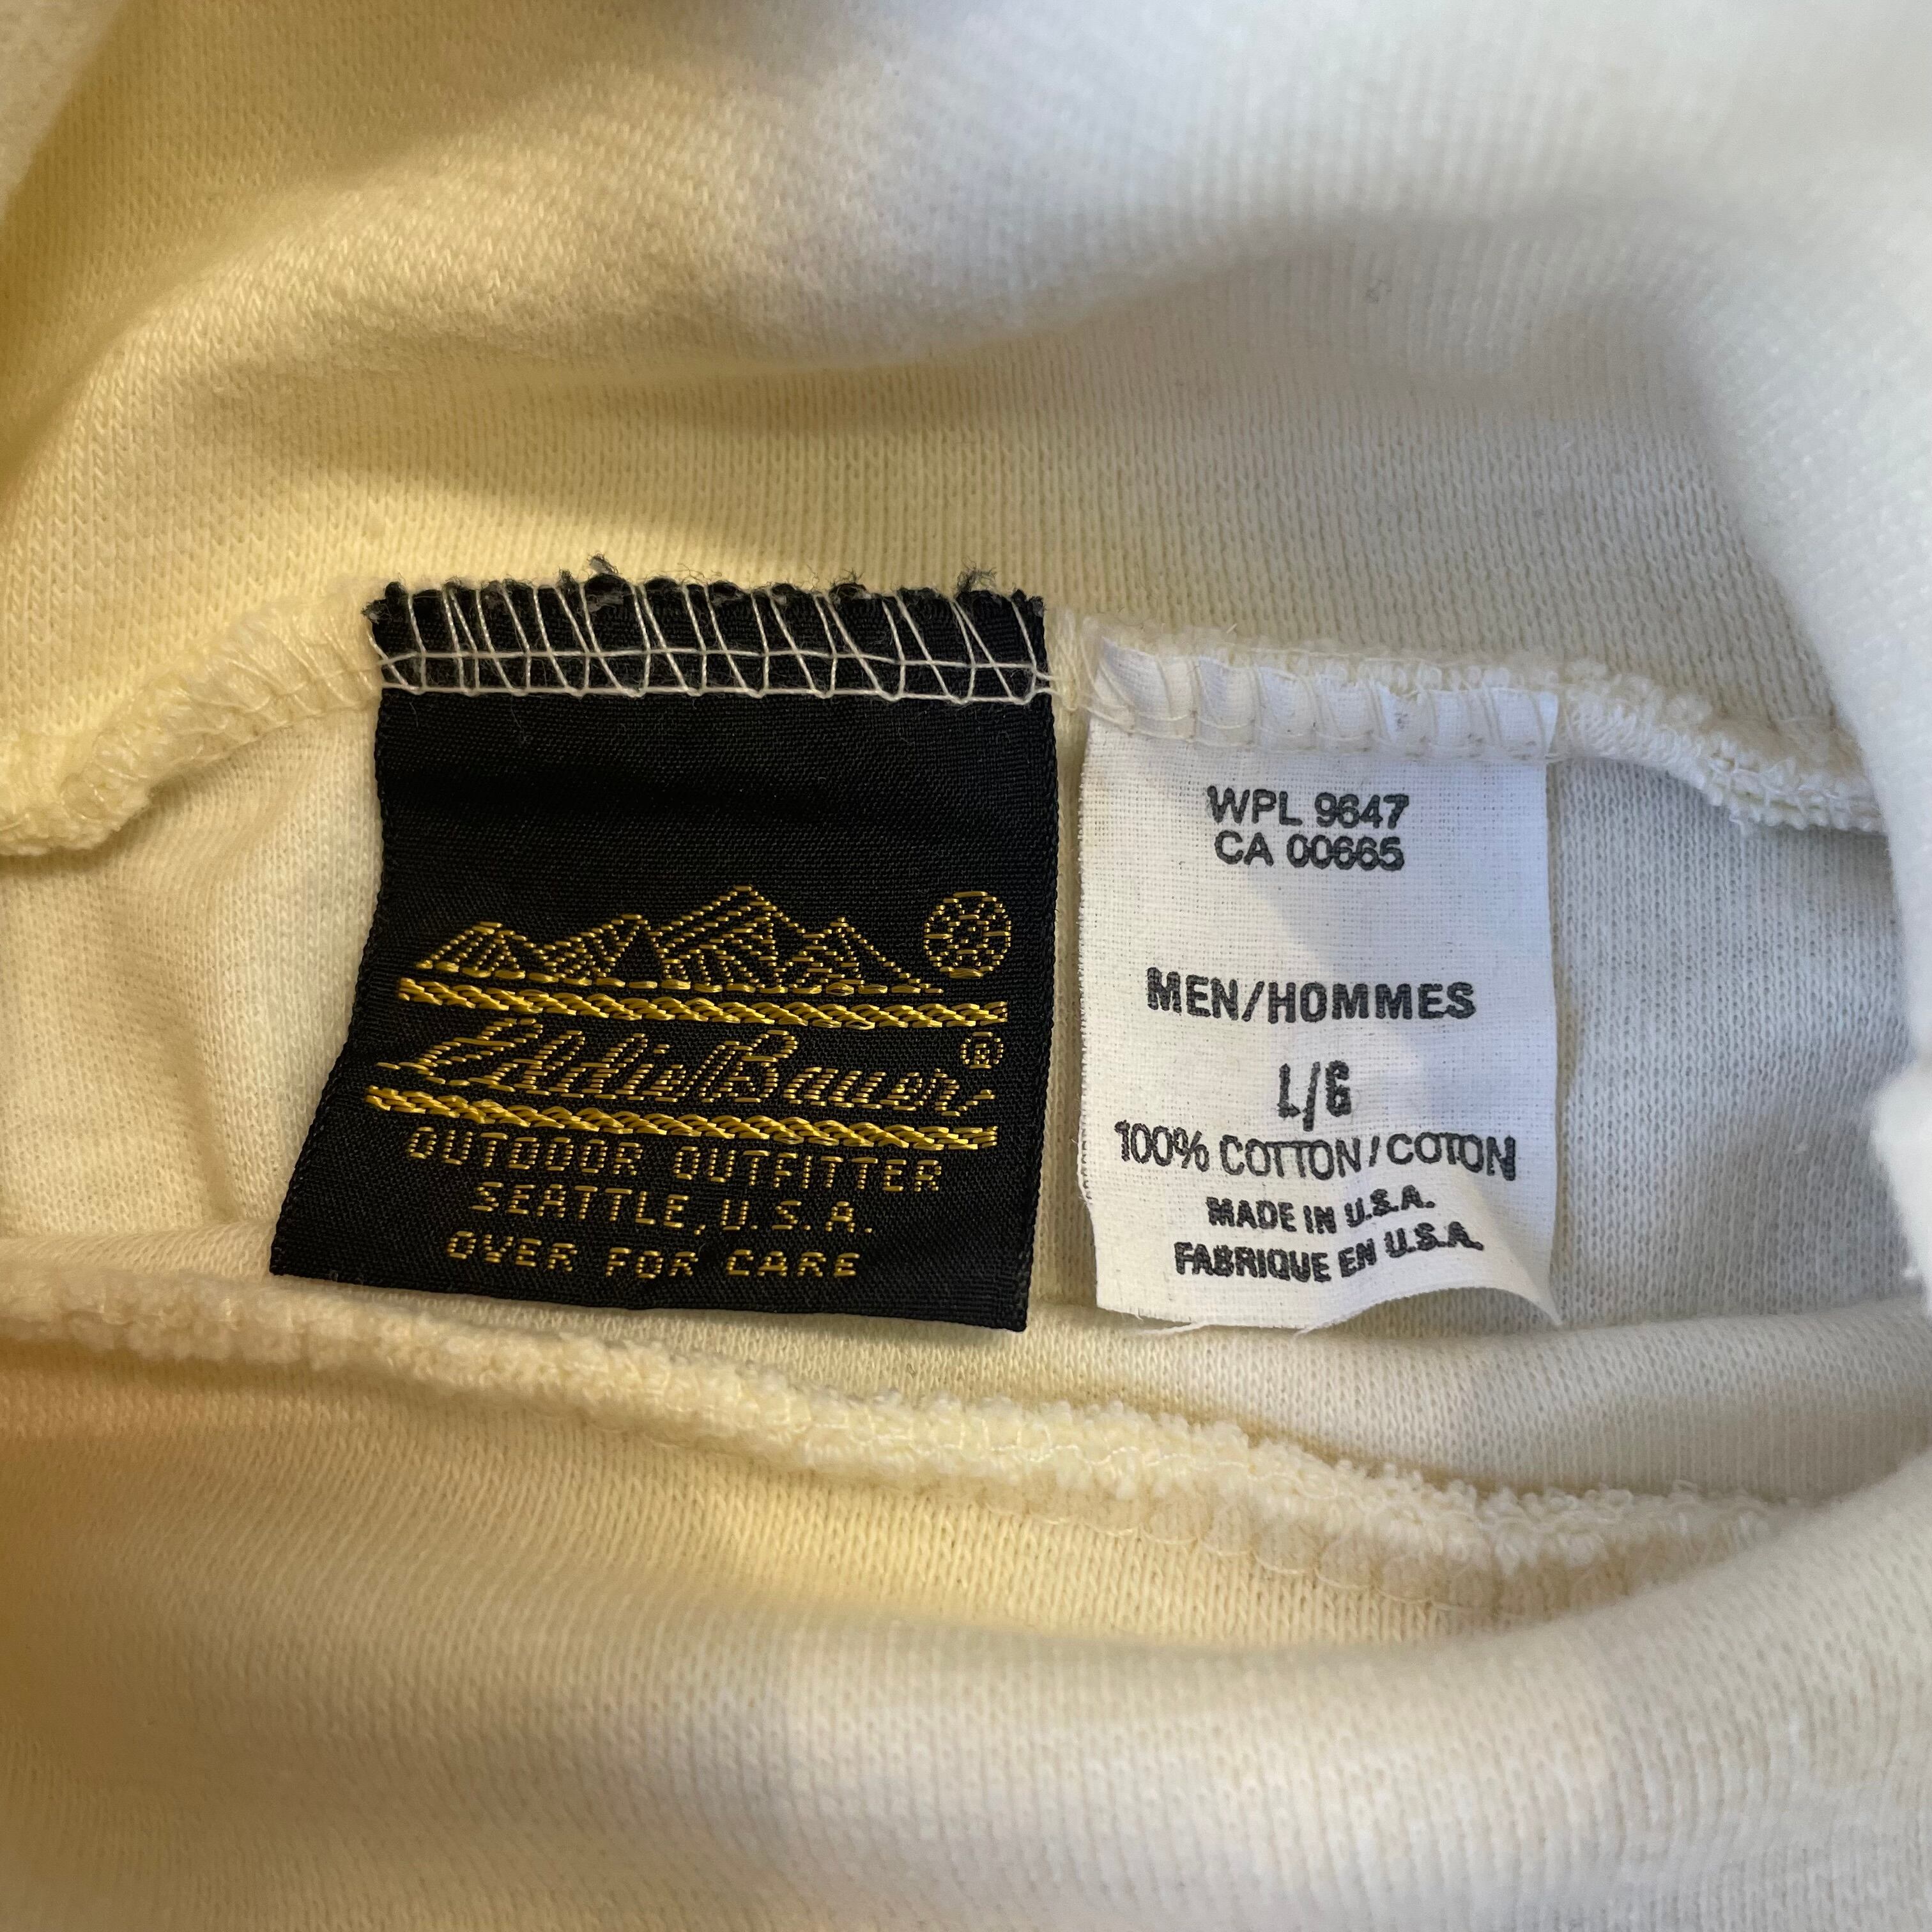 Eddie Bauer ®
OUTDOOR OUTFITTER
SEATTLE, U.S.A.
OVER FOR CARE
WPL 9647
CA 00665
MEN/HOMMES
L/G
100% COTTON/COTON
MADE IN U.S.A.
FABRIQUE EN U.S.A.